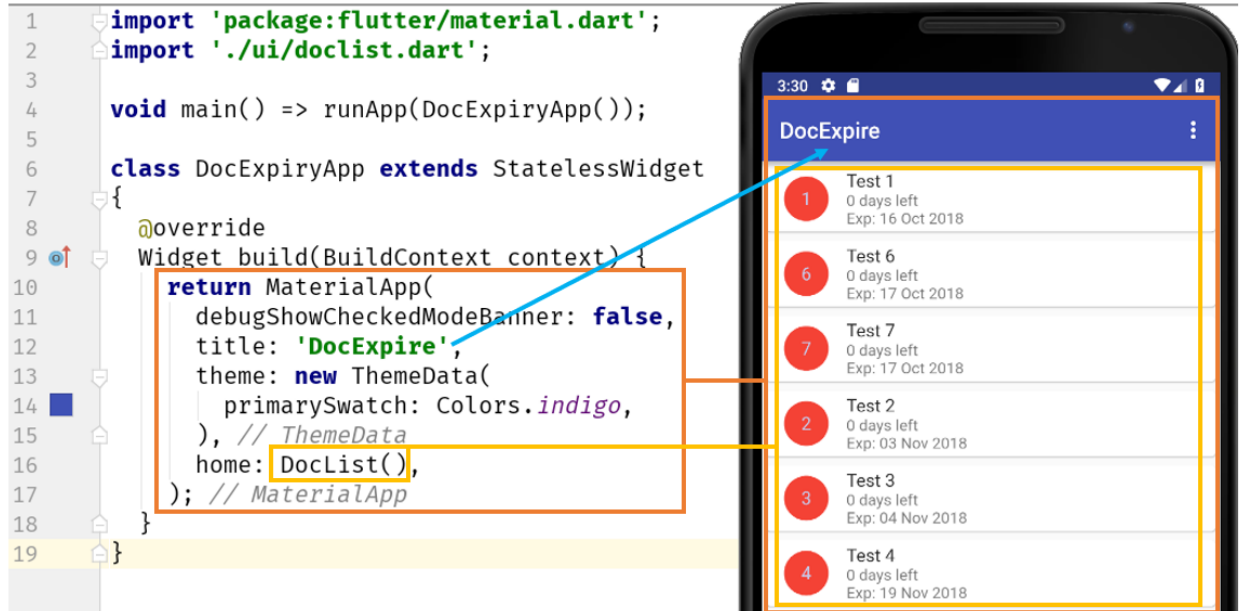 1 import 'package:flutter/material.dart';
2 import './ui/doclist.dart';
3
4 void main() => runApp(DocExpiryApp());
5
6 class DocExpiryApp extends StatelessWidget
7 {
8 @override
9 Widget build(BuildContext context) {
10 return MaterialApp(
11 debugShowCheckedModeBanner: false,
12 title: 'DocExpire',
13 theme: new ThemeData(
14 primarySwatch: Colors.indigo,
15 ), // ThemeData
16 home: DocList(),
17 ); // MaterialApp
18 }
19 }
3:30
DocExpire
1
Test 1
0 days left
Exp: 16 Oct 2018
6
Test 6
0 days left
Exp: 17 Oct 2018
7
Test 7
0 days left
Exp: 17 Oct 2018
2
Test 2
0 days left
Exp: 03 Nov 2018
3
Test 3
0 days left
Exp: 04 Nov 2018
4
Test 4
0 days left
Exp: 19 Nov 2018